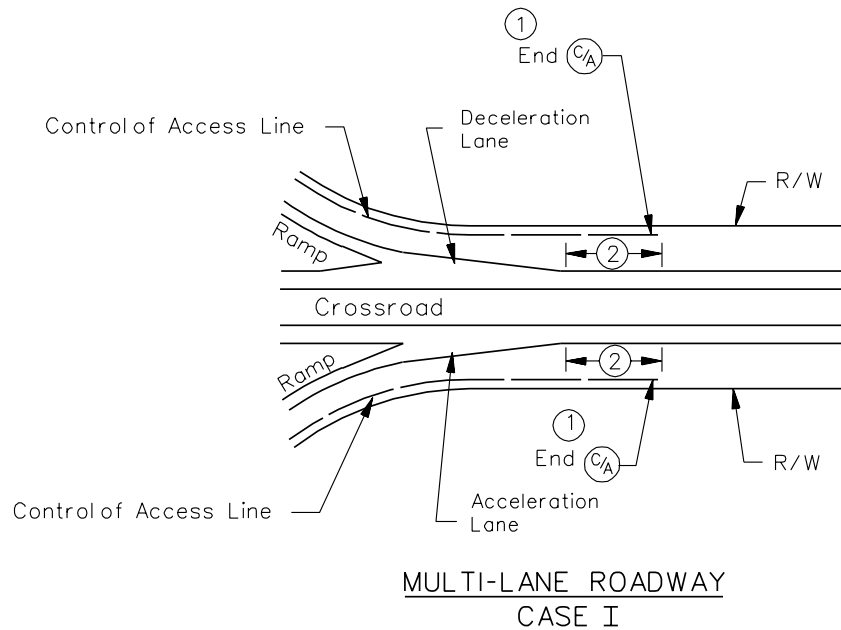 1
End C/A
Control of Access Line
Deceleration
Lane
R/W
Ramp
2
Crossroad
2
Ramp
1
End C/A
R/W
Control of Access Line
Acceleration
Lane
MULTI-LANE ROADWAY
CASE I